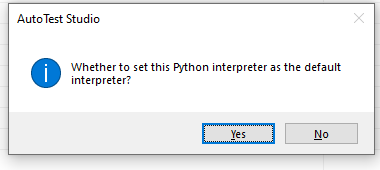 AutoTest Studio
Whether to set this Python interpreter as the default
interpreter?
Yes
No